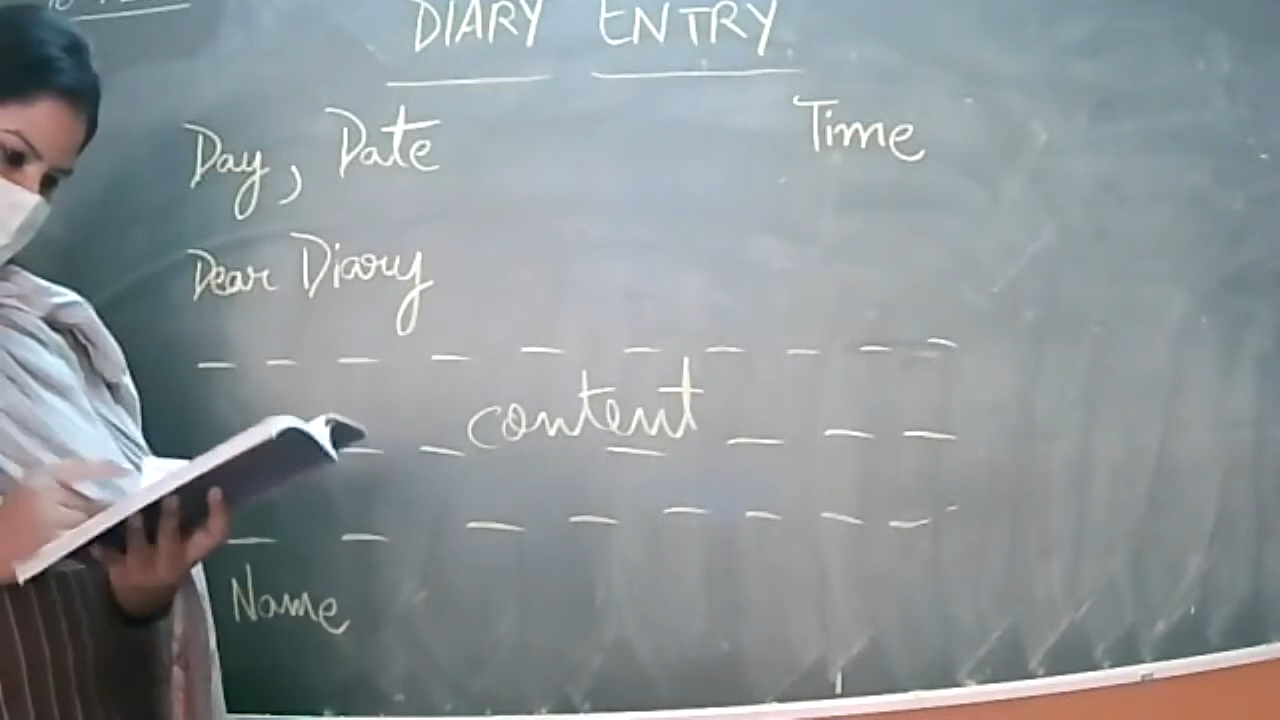 DIARY ENTRY
Day, Date Time
Dear Diary
content
Name